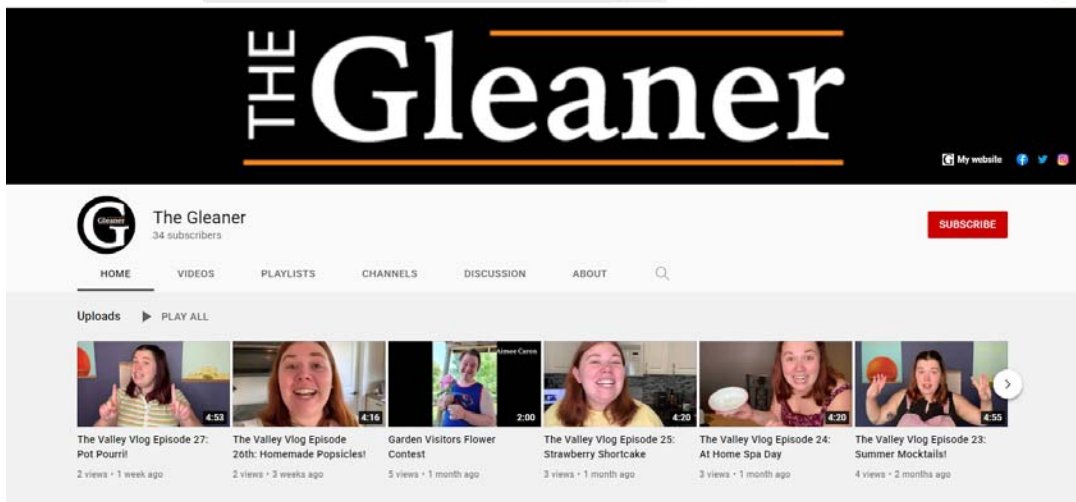 THE Gleaner
My website
Gleaner
G
The Gleaner
34 subscribers
SUBSCRIBE
HOME VIDEOS PLAYLISTS CHANNELS DISCUSSION ABOUT
Uploads PLAY ALL
4:53
4:16
Aimee Caron
2:00
4:20
4:20
4:55
The Valley Vlog Episode 27:
Pot Pourri!
2 views • 1 week ago
The Valley Vlog Episode
26th: Homemade Popsicles!
2 views • 3 weeks ago
Garden Visitors Flower
Contest
5 views • 1 month ago
The Valley Vlog Episode 25:
Strawberry Shortcake
3 views • 1 month ago
The Valley Vlog Episode 24:
At Home Spa Day
3 views • 1 month ago
The Valley Vlog Episode 23:
Summer Mocktails!
4 views • 2 months ago